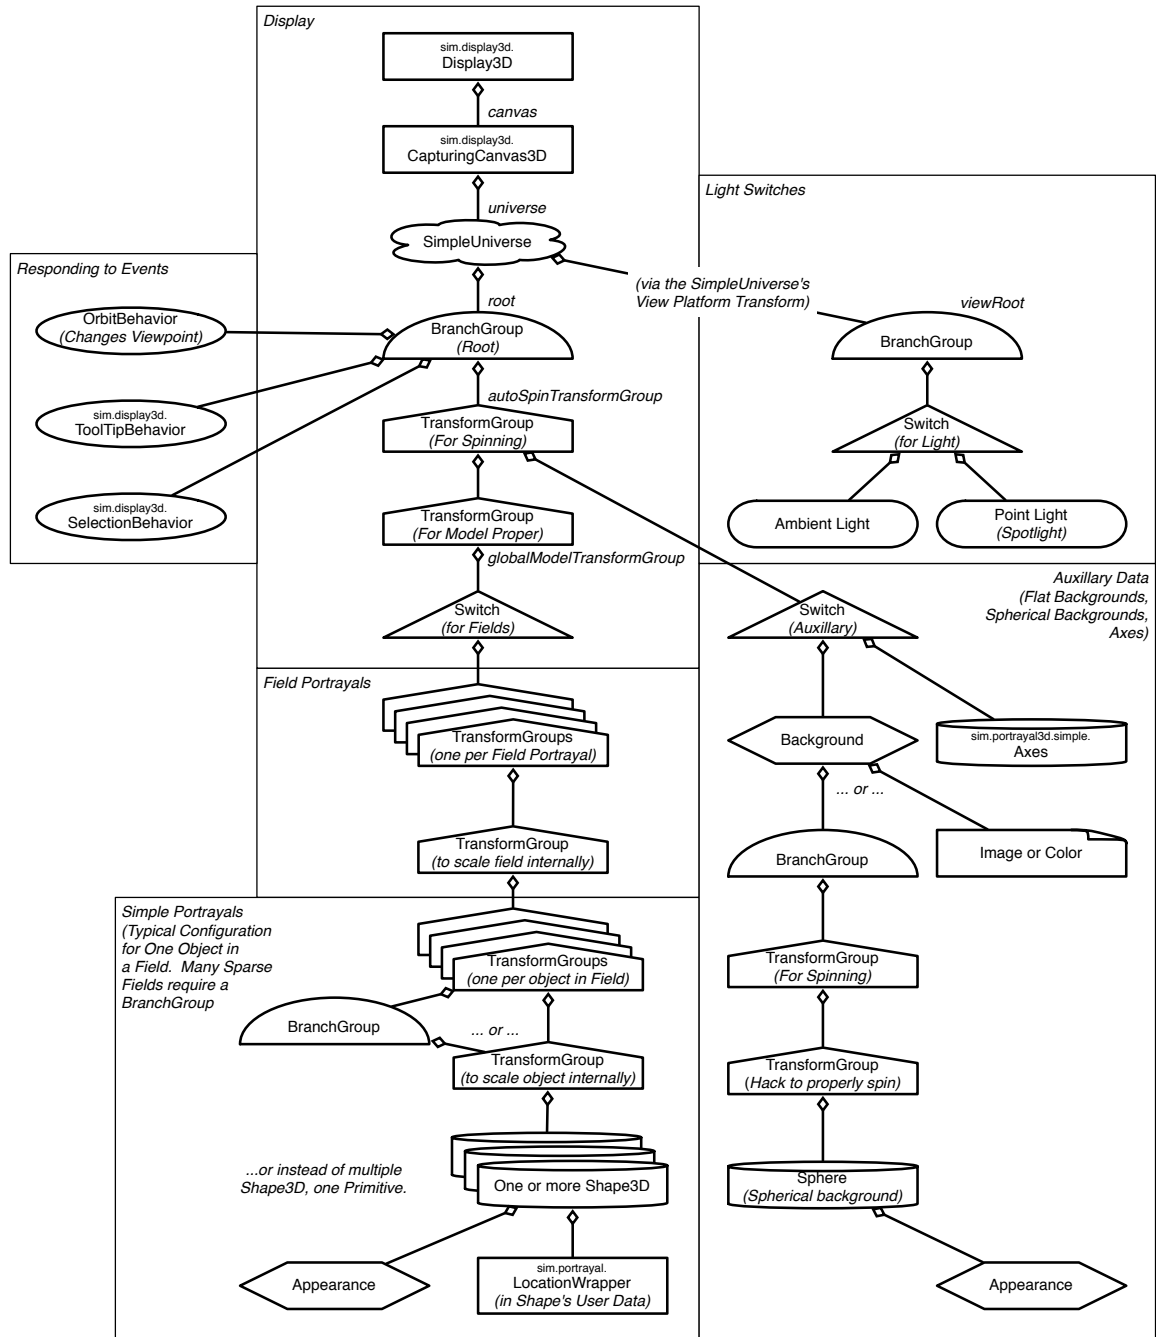 Display
sim.display3d.
Display3D
canvas
sim.display3d.
CapturingCanvas3D
universe
SimpleUniverse
Light Switches
(via the SimpleUniverse's
View Platform Transform)
viewRoot
BranchGroup
Switch
(for Light)
Ambient Light
Point Light
(Spotlight)
Responding to Events
OrbitBehavior
(Changes Viewpoint)
sim.display3d.
ToolTipBehavior
sim.display3d.
SelectionBehavior
root
BranchGroup
(Root)
autoSpinTransformGroup
TransformGroup
(For Spinning)
TransformGroup
(For Model Proper)
globalModelTransformGroup
Switch
(for Fields)
Auxillary Data
(Flat Backgrounds,
Spherical Backgrounds,
Axes)
Switch
(Auxillary)
Background
sim.portrayal3d.simple.
Axes
... or ...
BranchGroup
Image or Color
TransformGroup
(For Spinning)
TransformGroup
(Hack to properly spin)
Sphere
(Spherical background)
Appearance
Field Portrayals
TransformGroups
(one per Field Portrayal)
TransformGroup
(to scale field internally)
Simple Portrayals
(Typical Configuration
for One Object in
a Field.  Many Sparse
Fields require a
BranchGroup
TransformGroups
(one per object in Field)
BranchGroup
... or ...
TransformGroup
(to scale object internally)
...or instead of multiple
Shape3D, one Primitive.
One or more Shape3D
Appearance
sim.portrayal.
LocationWrapper
(in Shape's User Data)